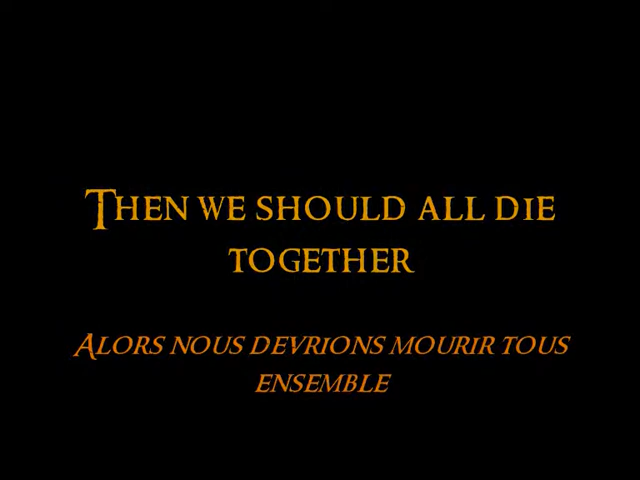 Then we should all die
together
Alors nous devrions mourir tous
ensemble